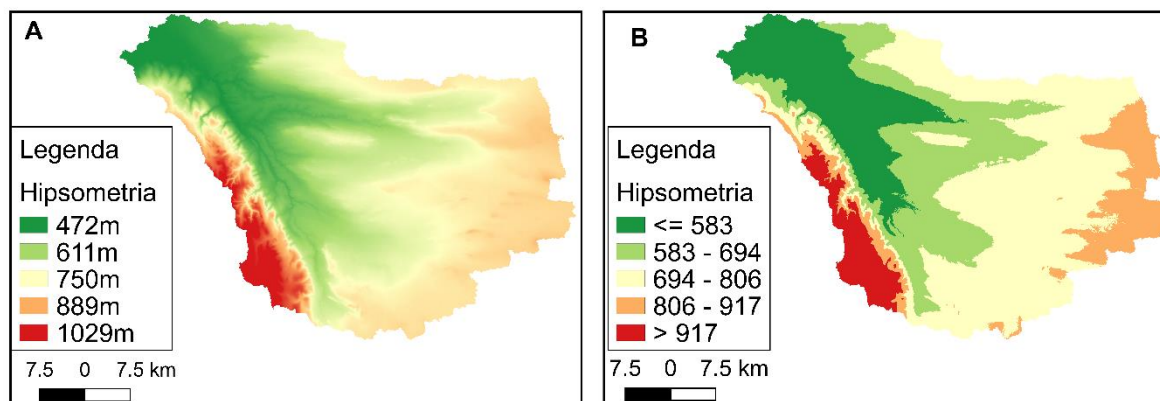 A
Legenda
Hipsometria
472m
611m
750m
889m
1029m
7.5 0 7.5 km
B
Legenda
Hipsometria
<= 583
583 - 694
694 - 806
806 - 917
> 917
7.5 0 7.5 km